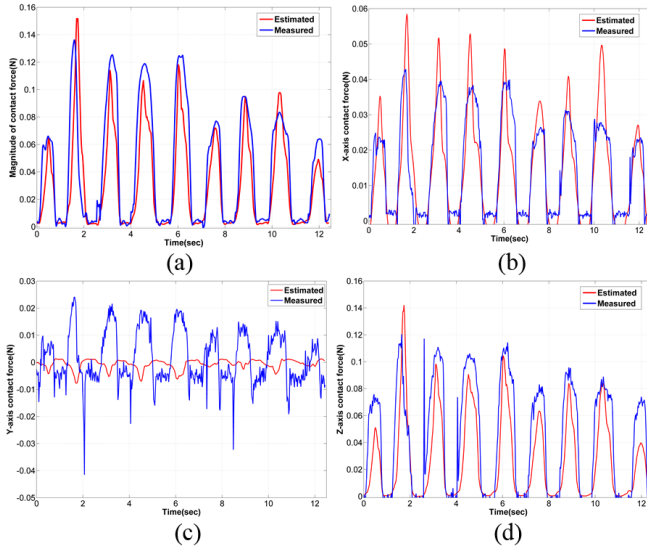 0.16
0.14
0.12
0.1
0.08
0.06
0.04
0.02
0
0 2 4 6 8 10 12
Magnitude of contact force(N)
Time(sec)
Estimated
Measured
(a)
0.06
0.05
0.04
0.03
0.02
0.01
0
0 2 4 6 8 10 12
X-axis contact force(N)
Time(sec)
Estimated
Measured
(b)
0.03
0.02
0.01
0
-0.01
-0.02
-0.03
-0.04
-0.05
0 2 4 6 8 10 12
Y-axis contact force(N)
Time(sec)
Estimated
Measured
(c)
0.16
0.14
0.12
0.1
0.08
0.06
0.04
0.02
0
0 2 4 6 8 10 12
Z-axis contact force(N)
Time(sec)
Estimated
Measured
(d)